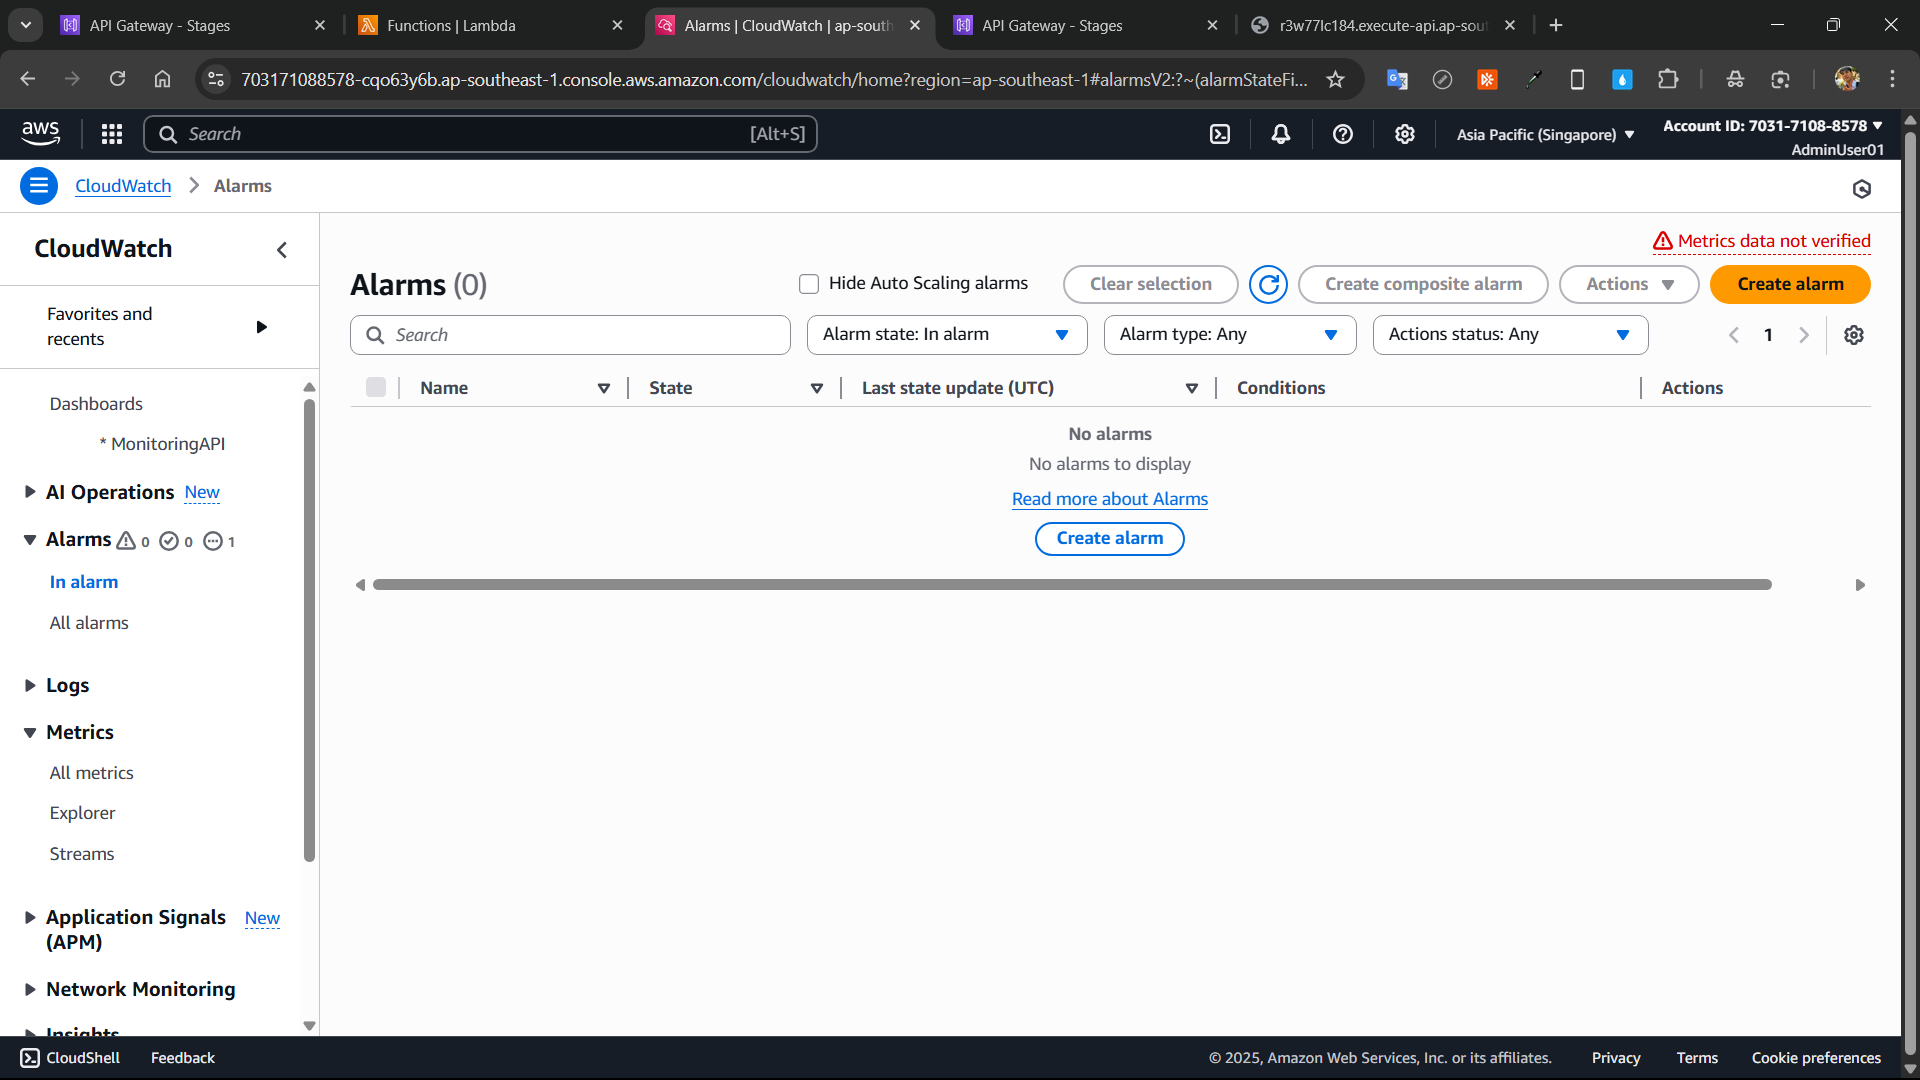 API Gateway - Stages
Functions | Lambda
Alarms | CloudWatch | ap-south
API Gateway - Stages
r3w77lc184.execute-api.ap-sout
703171088578-cqo63y6b.ap-southeast-1.console.aws.amazon.com/cloudwatch/home?region=ap-southeast-1#alarmsV2:?~(alarmStateFi...
aws
Search
[Alt+S]
Asia Pacific (Singapore)
Account ID: 7031-7108-8578
AdminUser01
CloudWatch
Alarms
CloudWatch
Favorites and
recents
Dashboards
* MonitoringAPI
AI Operations New
Alarms 0 0 1
In alarm
All alarms
Logs
Metrics
All metrics
Explorer
Streams
Application Signals New
(APM)
Network Monitoring
Insights
Metrics data not verified
Alarms (0)
Hide Auto Scaling alarms
Clear selection
Create composite alarm
Actions
Create alarm
Search
Alarm state: In alarm
Alarm type: Any
Actions status: Any
1
Name
State
Last state update (UTC)
Conditions
Actions
No alarms
No alarms to display
Read more about Alarms
Create alarm
CloudShell
Feedback
© 2025, Amazon Web Services, Inc. or its affiliates.
Privacy
Terms
Cookie preferences